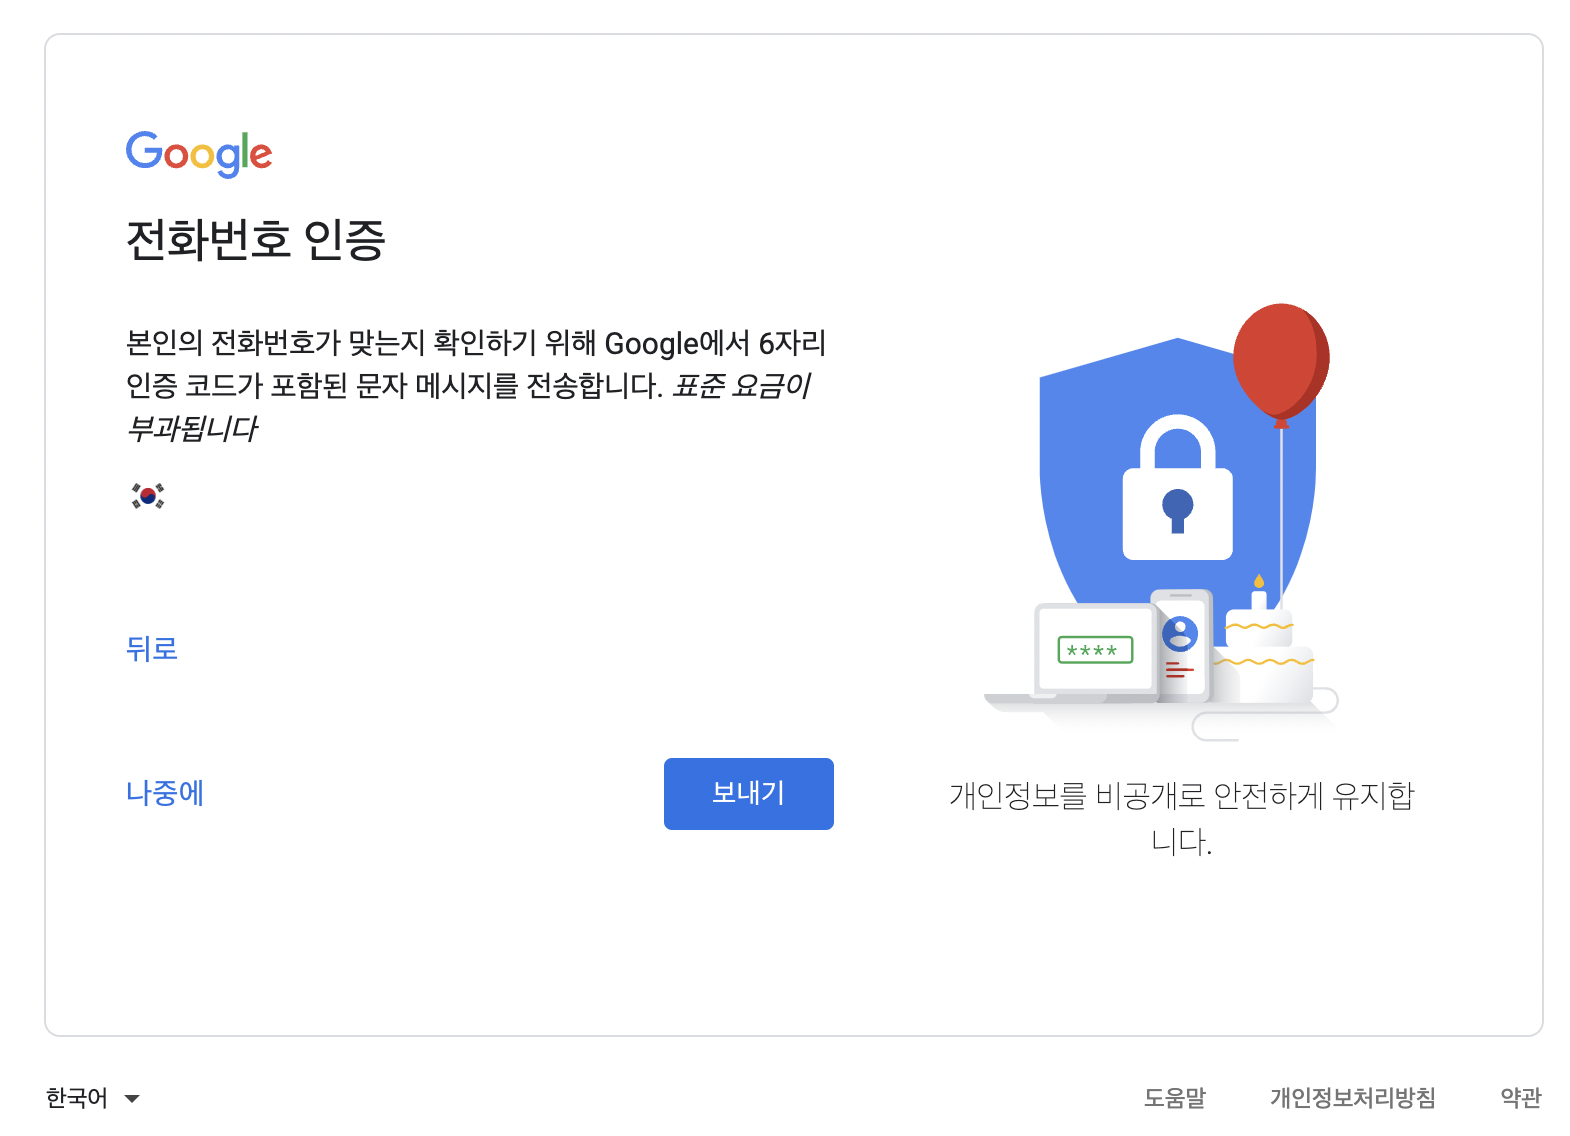 Google
전화번호 인증
본인의 전화번호가 맞는지 확인하기 위해 Google에서 6자리
인증 코드가 포함된 문자 메시지를 전송합니다. 표준 요금이
부과됩니다
뒤로
나중에
보내기
****
개인정보를 비공개로 안전하게 유지합
니다.
한국어
도움말
개인정보처리방침
약관